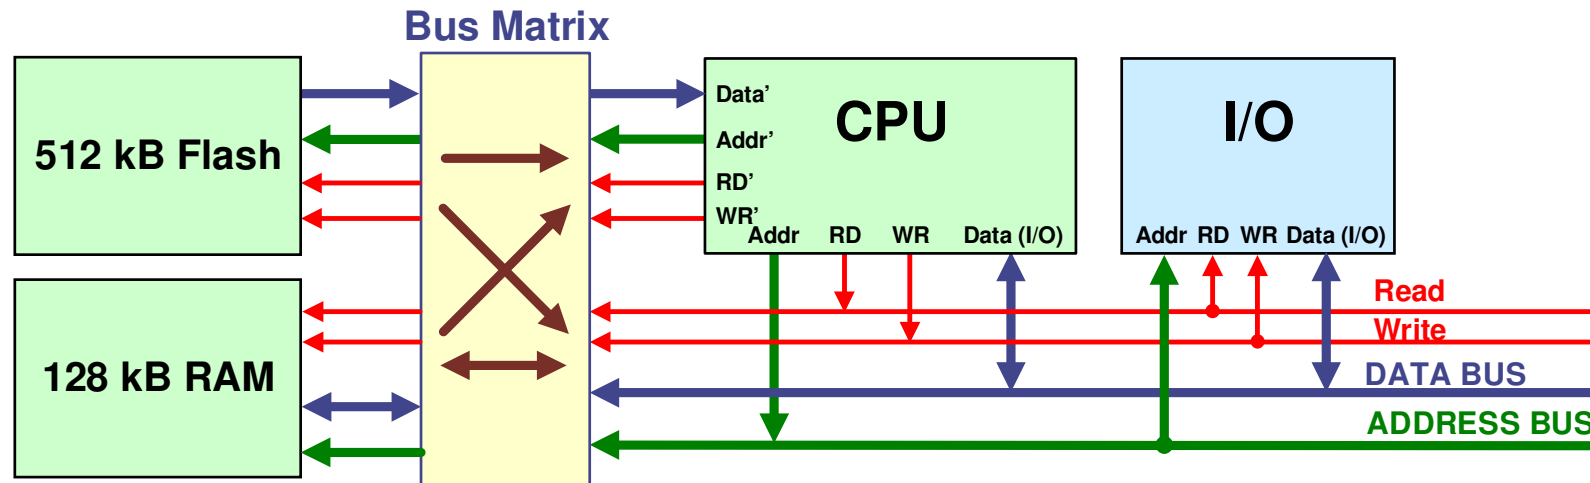 Bus Matrix
512 kB Flash
128 kB RAM
CPU
Data’
Addr’
RD’
WR’
Addr RD WR Data (I/O)
I/O
Addr RD WR Data (I/O)
Read
Write
DATA BUS
ADDRESS BUS